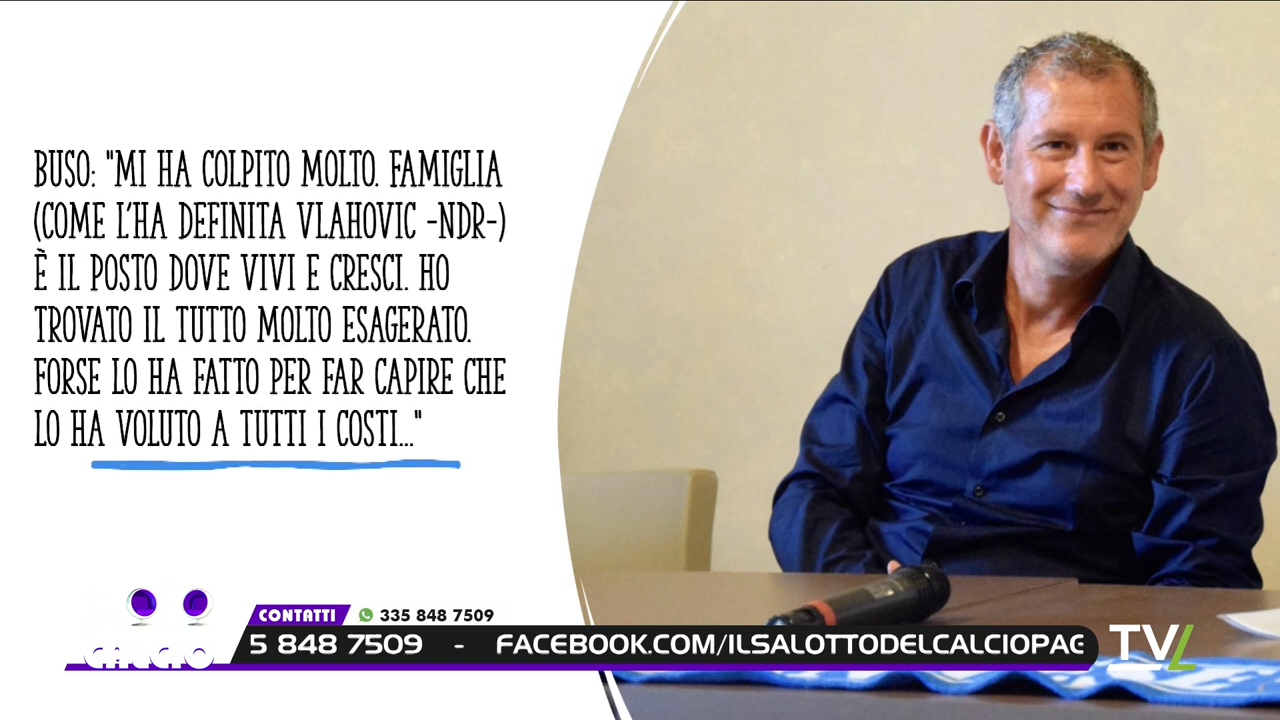 BUSO: "MI HA COLPITO MOLTO. FAMIGLIA
(COME L'HA DEFINITA VLAHOVIC -NDR-)
È IL POSTO DOVE VIVI E CRESCI. HO
TROVATO IL TUTTO MOLTO ESAGERATO.
FORSE LO HA FATTO PER FAR CAPIRE CHE
LO HA VOLUTO A TUTTI I COSTI..."
CONTATTI 335 848 7509
5 848 7509 - FACEBOOK.COM/ILSALOTTODELCALCIOPAG
CALCIO
TVL